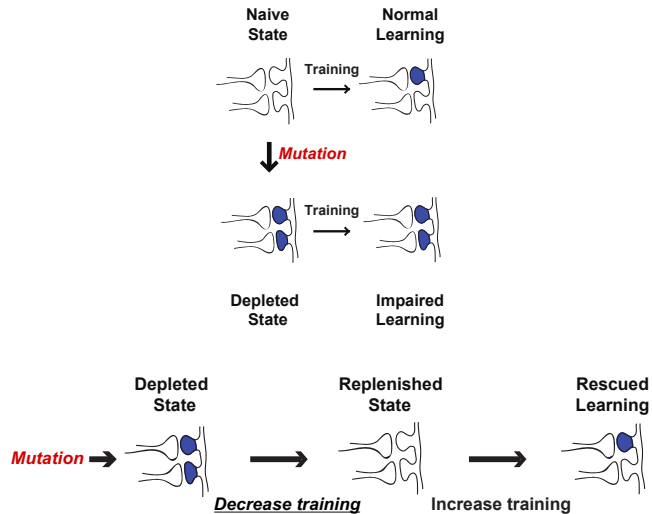 Naive
State
Normal
Learning
Training
Mutation
Training
Depleted
State
Impaired
Learning
Depleted
State
Replenished
State
Rescued
Learning
Mutation
Decrease training
Increase training